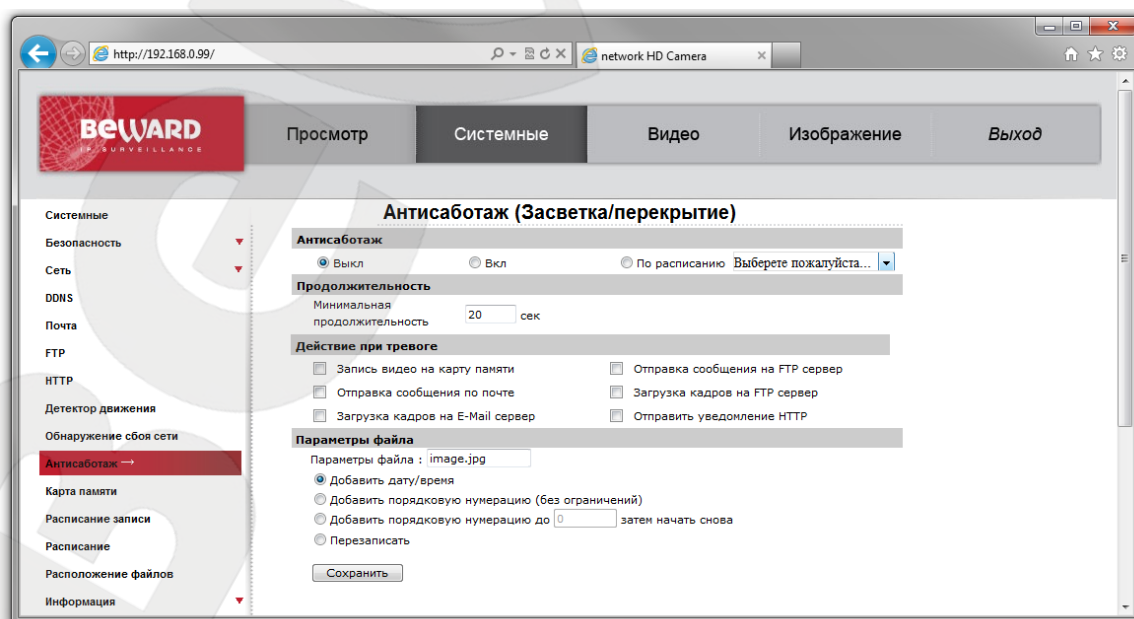 http://192.168.0.99/
network HD Camera
BEWARD
IP SURVEILLANCE
Просмотр
Системные
Видео
Изображение
Выход
Системные
Безопасность
Сеть
DDNS
Почта
FTP
HTTP
Детектор движения
Обнаружение сбоя сети
Антисаботаж →
Карта памяти
Расписание записи
Расписание
Расположение файлов
Информация
Антисаботаж (Засветка/перекрытие)
Антисаботаж
Выкл Вкл По расписанию Выберете пожалуйста...
Продолжительность
Минимальная
продолжительность 20 сек
Действие при тревоге
Запись видео на карту памяти Отправка сообщения на FTP сервер
Отправка сообщения по почте Загрузка кадров на FTP сервер
Загрузка кадров на E-Mail сервер Отправить уведомление HTTP
Параметры файла
Параметры файла : image.jpg
Добавить дату/время
Добавить порядковую нумерацию (без ограничений)
Добавить порядковую нумерацию до 0 затем начать снова
Перезаписать
Сохранить